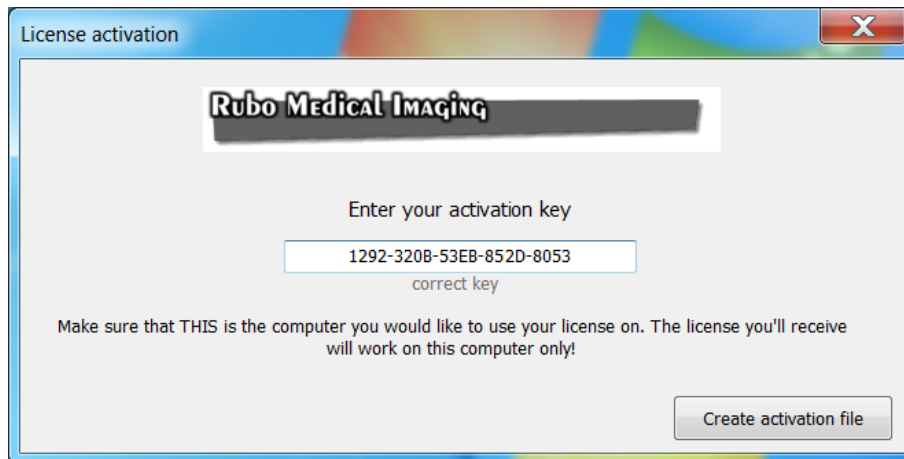 License activation
Rubo Medical Imaging
Enter your activation key
1292-320B-53EB-852D-8053
correct key
Make sure that THIS is the computer you would like to use your license on. The license you'll receive
will work on this computer only!
Create activation file